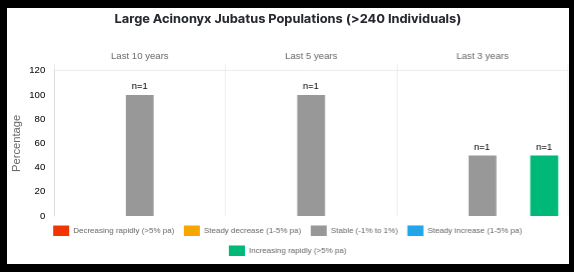 Large Acinonyx Jubatus Populations (>240 Individuals)
Last 10 years Last 5 years Last 3 years
120
100
80
60
40
20
0
Percentage
n=1 n=1
n=1 n=1
Decreasing rapidly (>5% pa) Steady decrease (1-5% pa) Stable (-1% to 1%) Steady increase (1-5% pa)
Increasing rapidly (>5% pa)